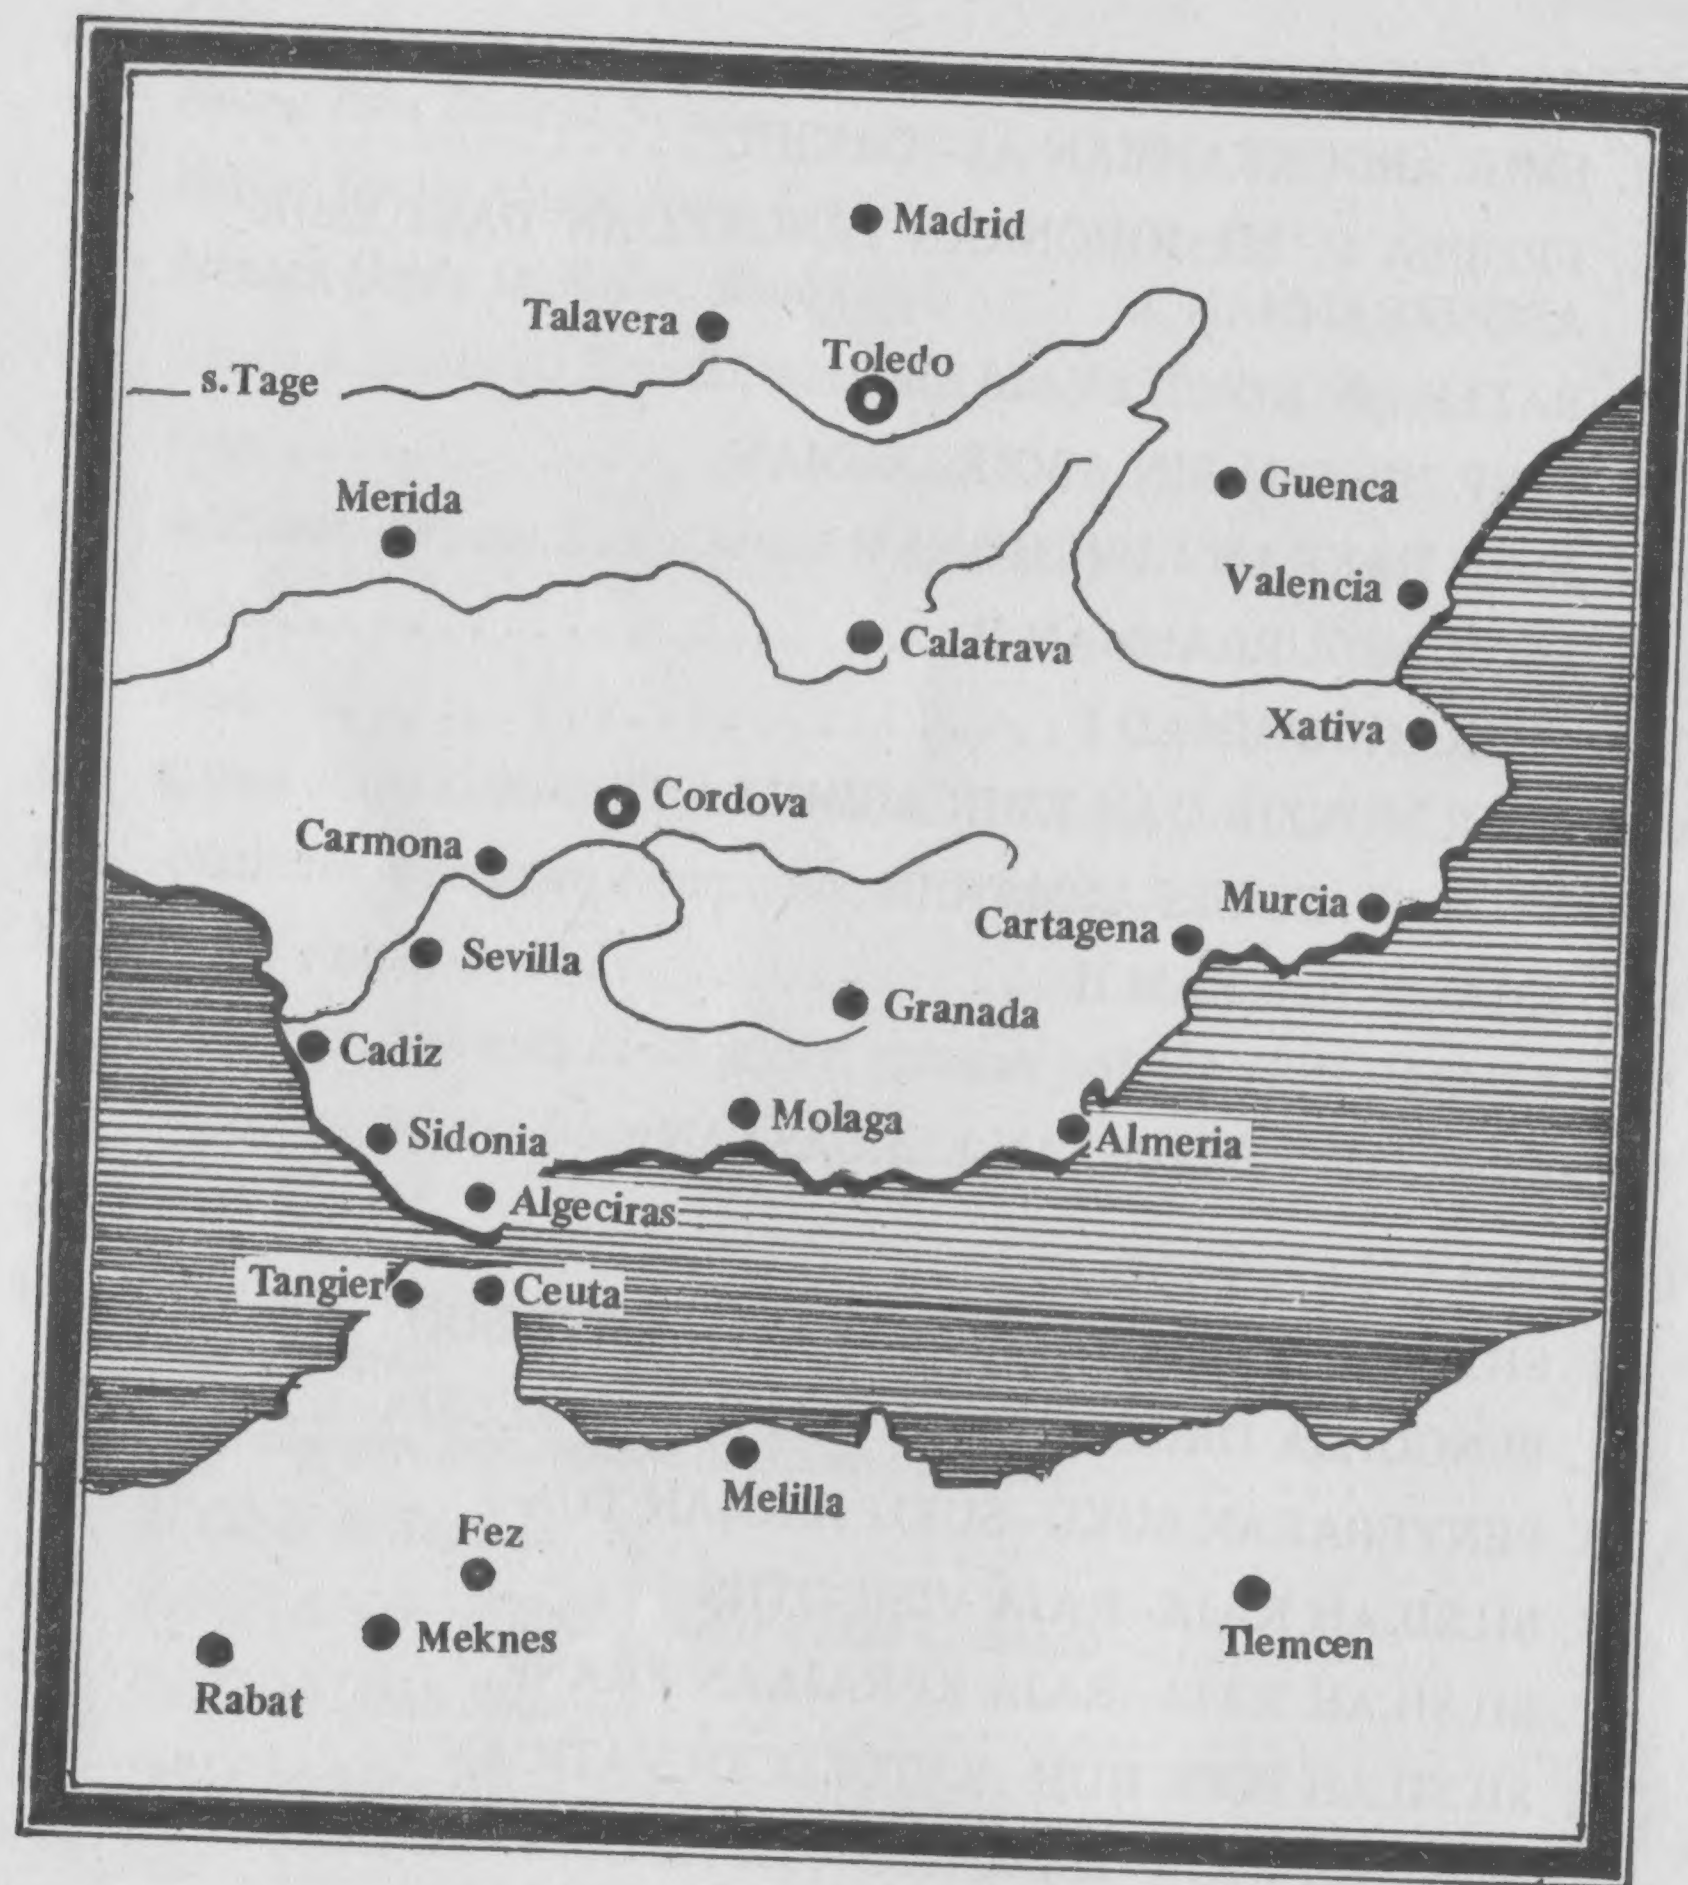 Madrid
Talavera
Toledo
s.Tage
Guenca
Merida
Valencia
Calatrava
Xativa
Cordova
Carmona
Murcia
Cartagena
Sevilla
Granada
Cadiz
Molaga
Sidonia
Almeria
Algeciras
Tangier
Ceuta
Melilla
Fez
Meknes
Tlemcen
Rabat